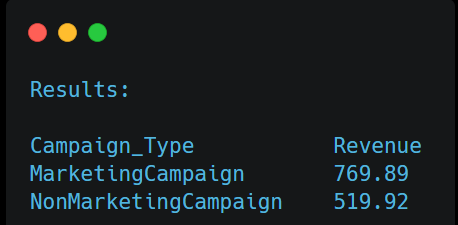 Results:
Campaign_Type Revenue
MarketingCampaign 769.89
NonMarketingCampaign 519.92